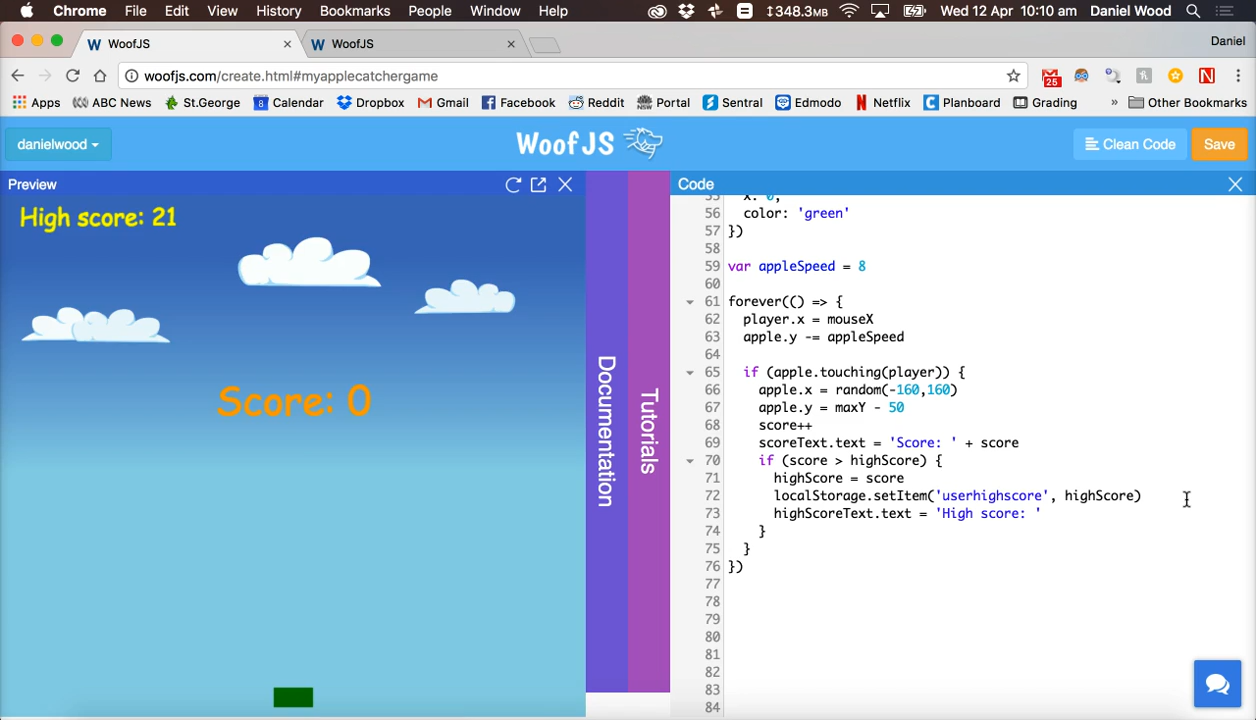 Chrome File Edit View History Bookmarks People Window Help 348.3MB Wed 12 Apr 10:10 am Daniel Wood
W WoofJS × W WoofJS × Daniel
woofjs.com/create.html#myapplecatchergame 25 N
Apps ABC News St.George 8 Calendar Dropbox Gmail Facebook Reddit Portal Sentral Edmodo Netflix Planboard Grading » Other Bookmarks
danielwood WoofJS Clean Code Save
Preview
High score: 21
Score: 0
Documentation
Tutorials
Code
55 x: 0,
56 color: 'green'
57 })
58
59 var appleSpeed = 8
60
61 forever(() => {
62 player.x = mouseX
63 apple.y -= appleSpeed
64
65 if (apple.touching(player)) {
66 apple.x = random(-160,160)
67 apple.y = maxY - 50
68 score++
69 scoreText.text = 'Score: ' + score
70 if (score > highScore) {
71 highScore = score
72 localStorage.setItem('userhighscore', highScore)
73 highScoreText.text = 'High score: '
74 }
75 }
76 })
77
78
79
80
81
82
83
84